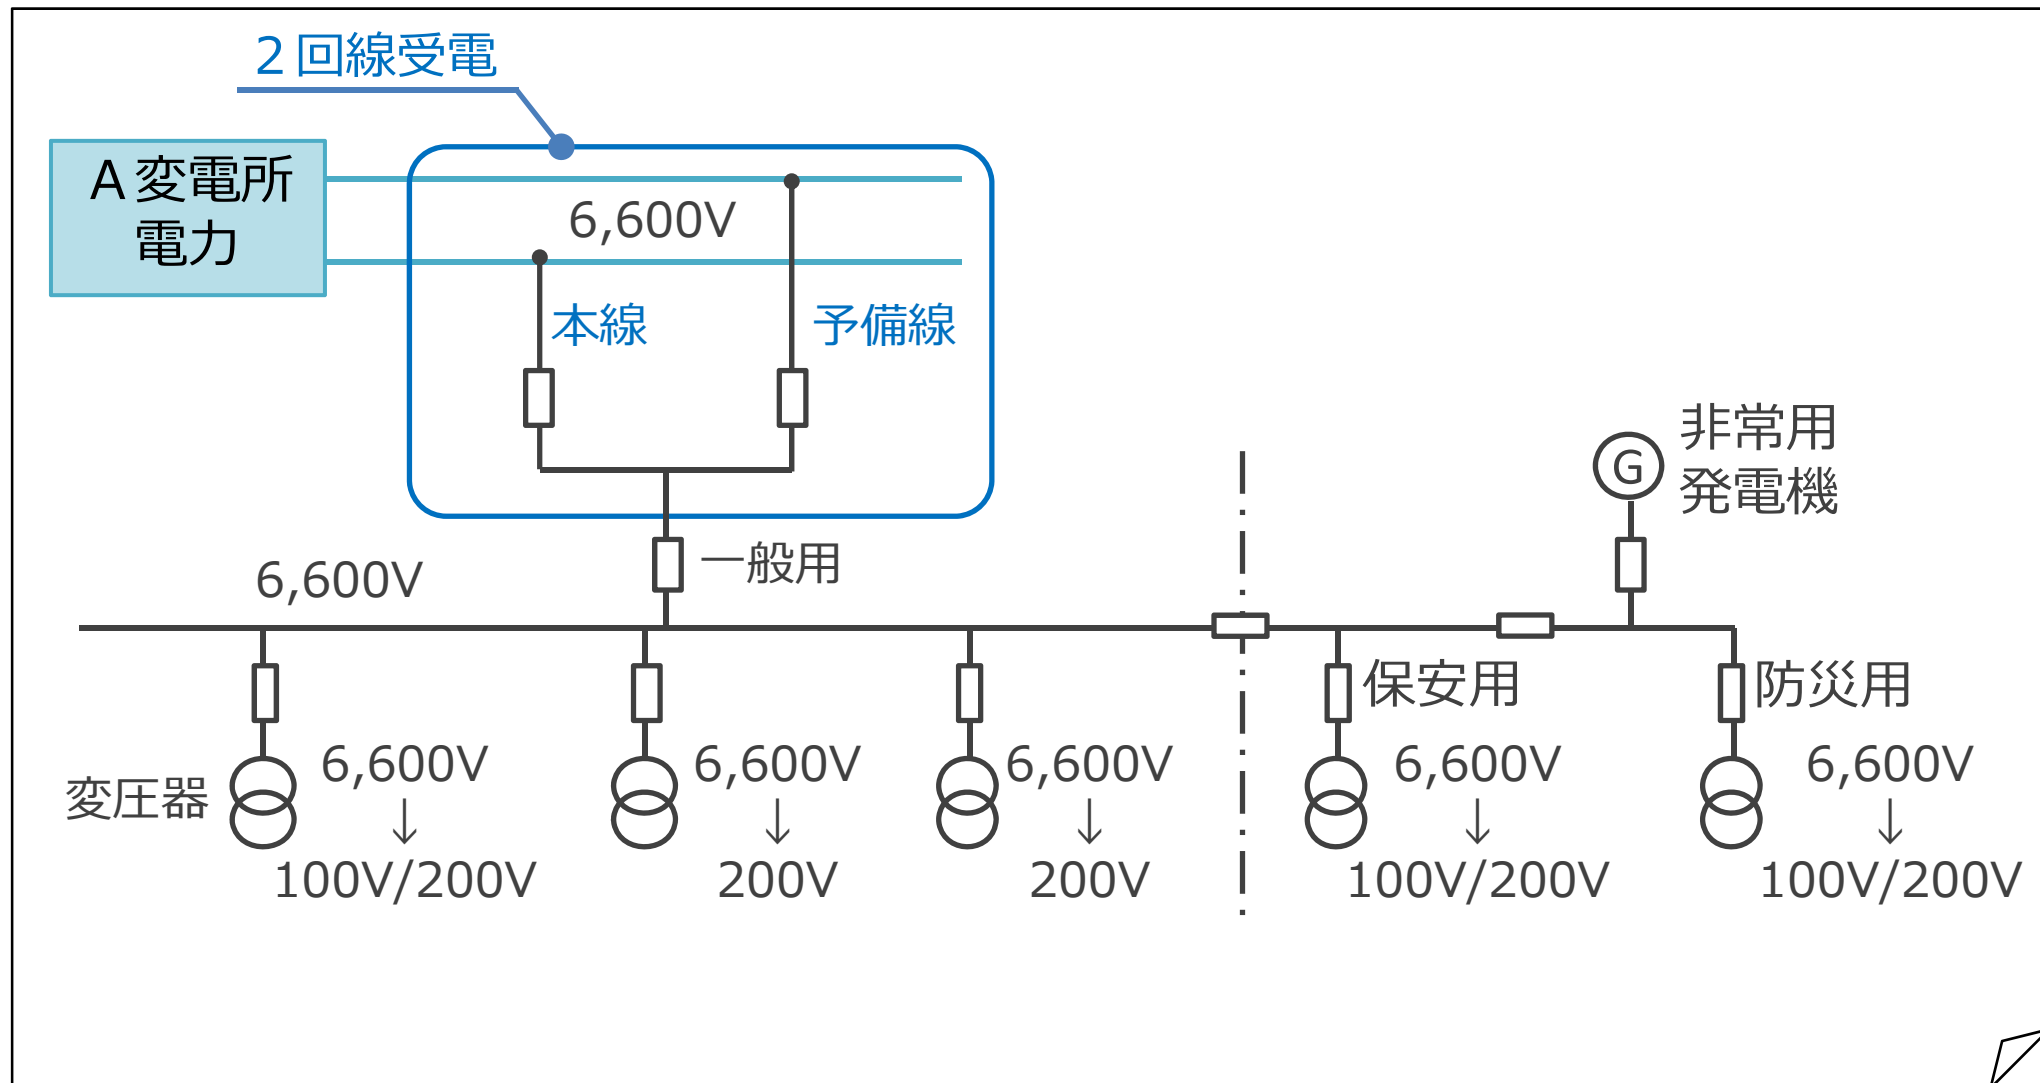 ２回線受電
Ａ変電所
電力
6,600V
本線
予備線
非常用
発電機
G
一般用
6,600V
保安用
防災用
変圧器
6,600V
↓
100V/200V
6,600V
↓
200V
6,600V
↓
200V
6,600V
↓
100V/200V
6,600V
↓
100V/200V